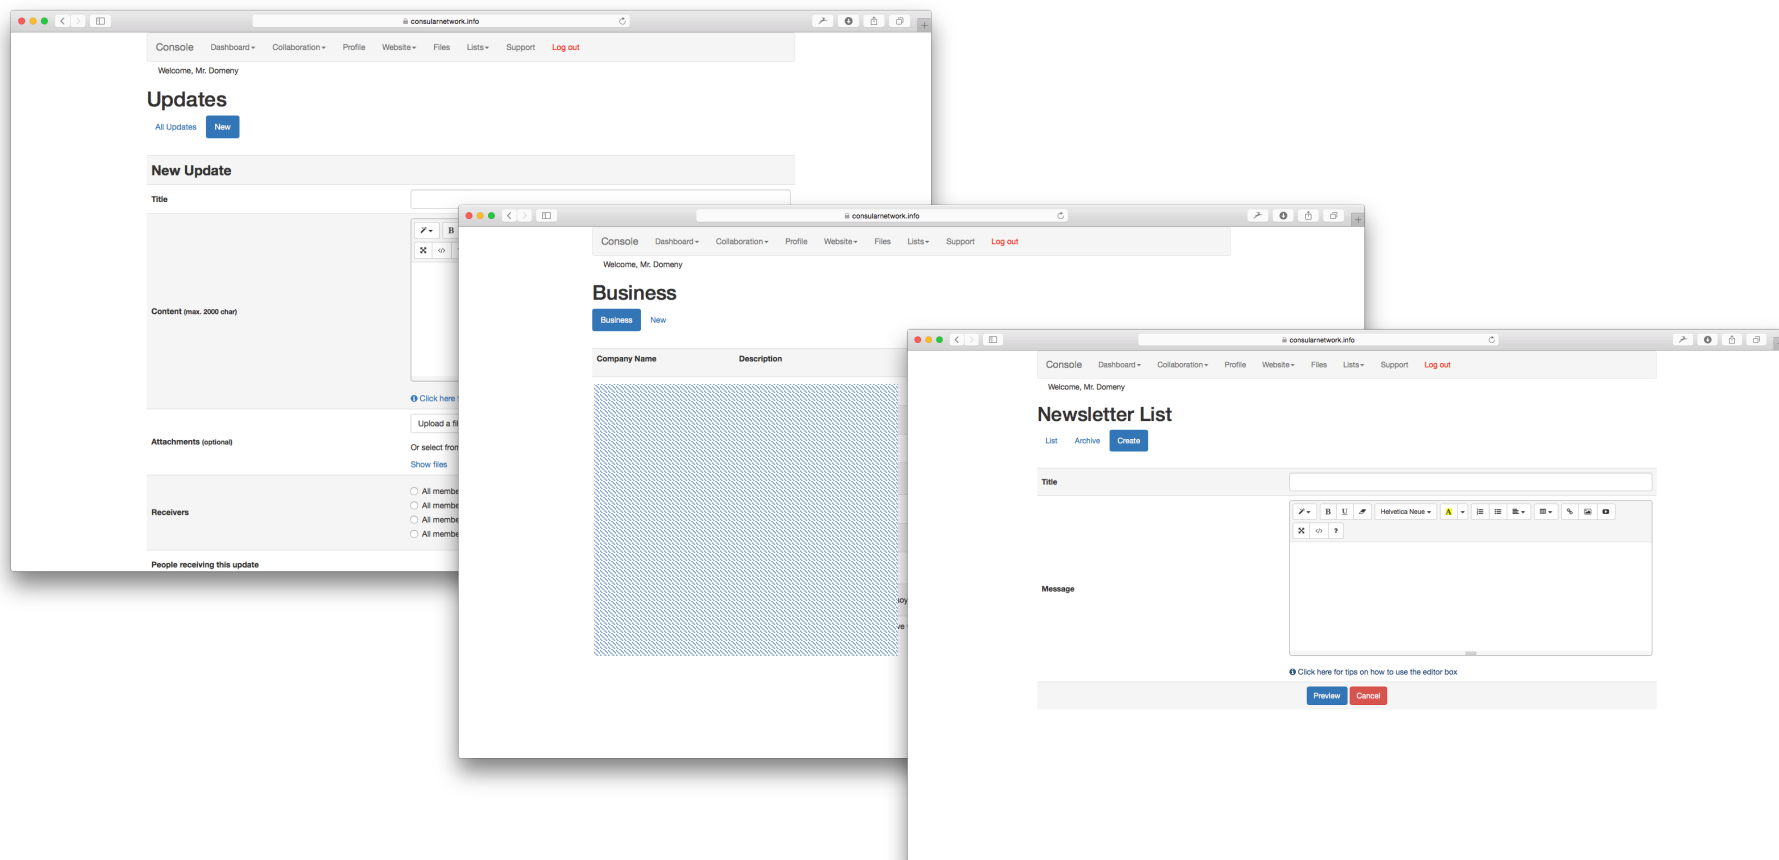 consularnetwork.info
Console Dashboard Collaboration Profile Website Files Lists Support Log out
Welcome, Mr. Domeny
Updates
All Updates New
New Update
Title
B
Content (max. 2000 char)
Click here
Attachments (optional)
Upload a fi
Or select from
Show files
Receivers
All membe
All membe
All membe
All membe
People receiving this update
consularnetwork.info
Console Dashboard Collaboration Profile Website Files Lists Support Log out
Welcome, Mr. Domeny
Business
Business New
Company Name Description
consularnetwork.info
Console Dashboard Collaboration Profile Website Files Lists Support Log out
Welcome, Mr. Domeny
Newsletter List
List Archive Create
Title
B U Helvetica Neue A
?
Message
Click here for tips on how to use the editor box
Preview Cancel